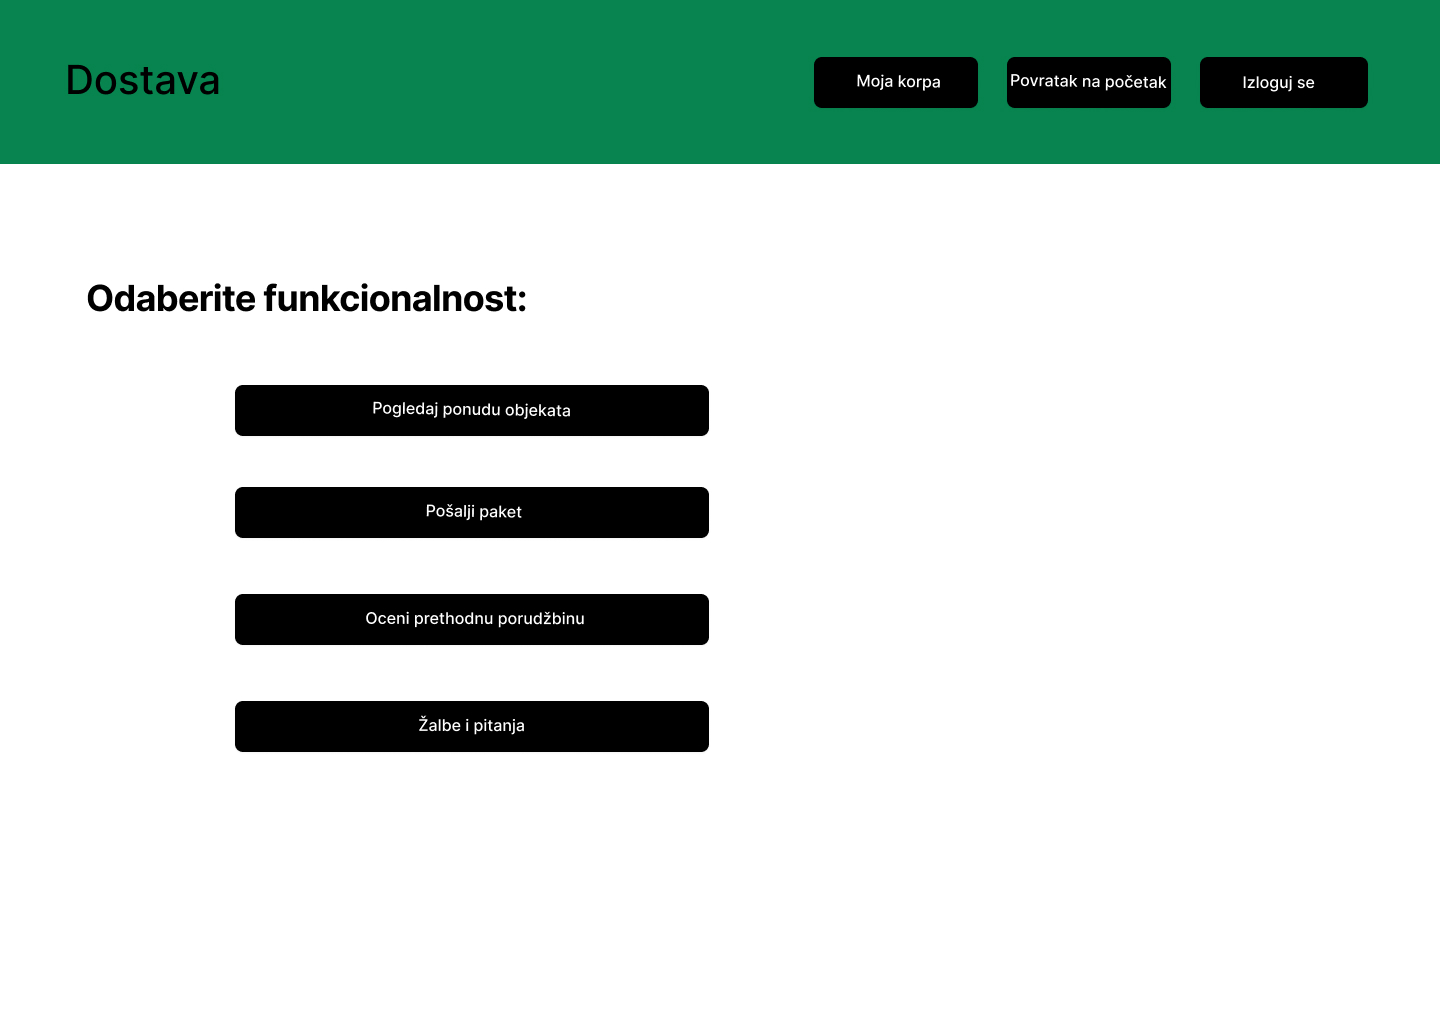 Dostava
Moja korpa
Povratak na početak
Izloguj se
Odaberite funkcionalnost:
Pogledaj ponudu objekata
Pošalji paket
Oceni prethodnu porudžbinu
Žalbe i pitanja